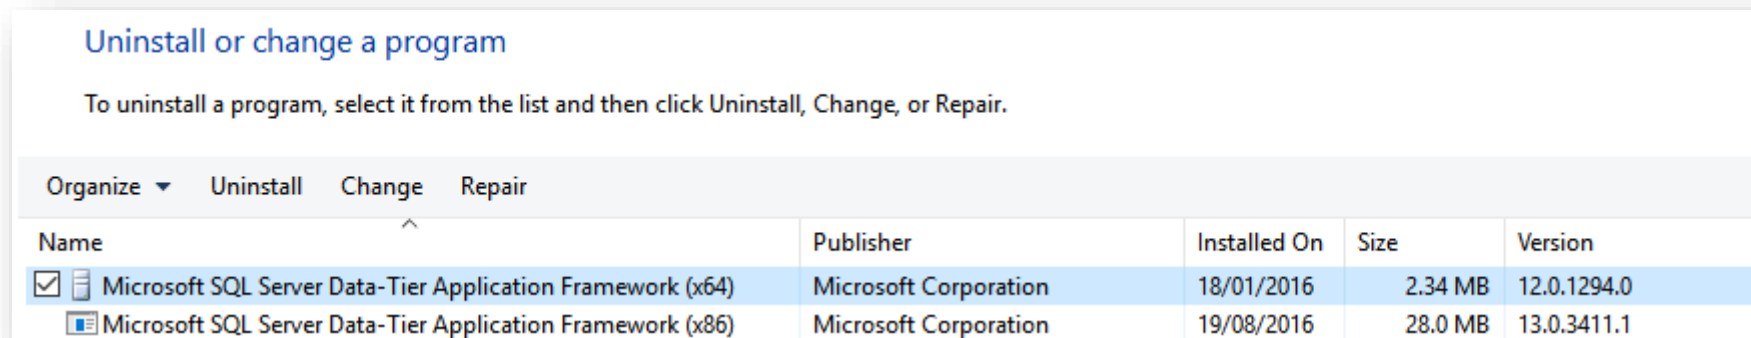 Uninstall or change a program
To uninstall a program, select it from the list and then click Uninstall, Change, or Repair.
Organize Uninstall Change Repair
Name Publisher Installed On Size Version
Microsoft SQL Server Data-Tier Application Framework (x64) Microsoft Corporation 18/01/2016 2.34 MB 12.0.1294.0
Microsoft SQL Server Data-Tier Application Framework (x86) Microsoft Corporation 19/08/2016 28.0 MB 13.0.3411.1